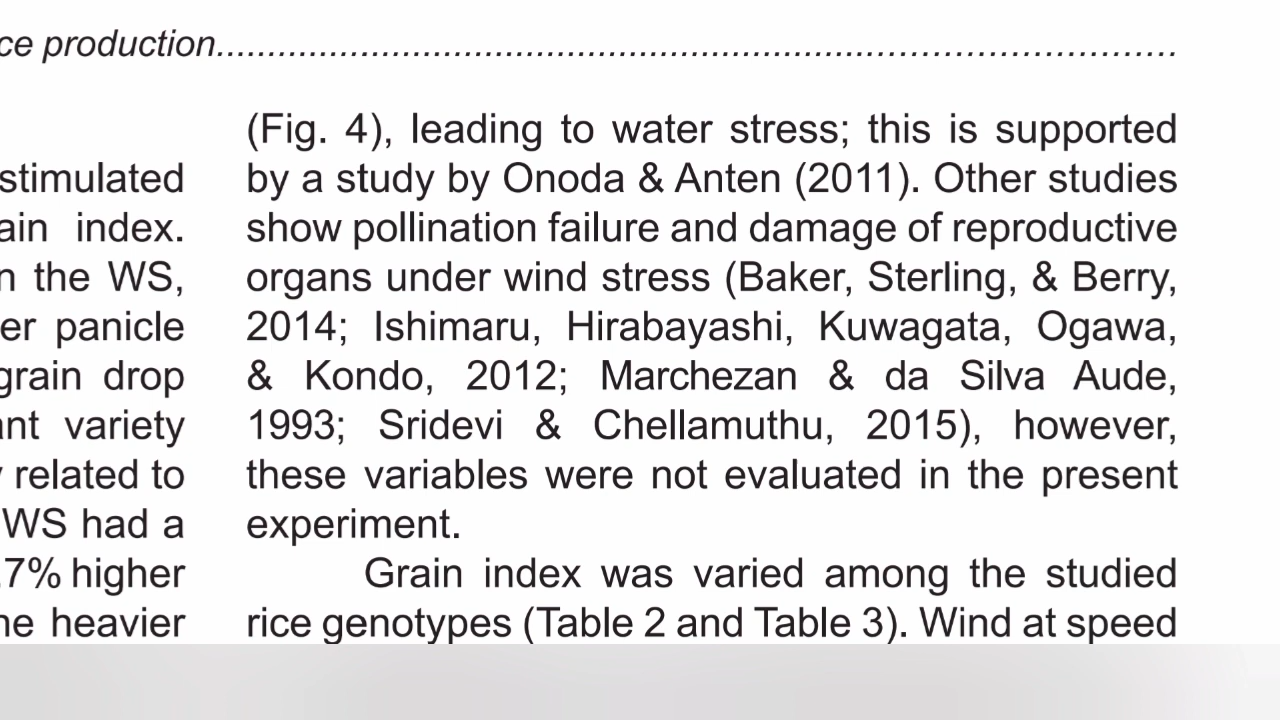 ce production........................................................................................
stimulated
ain index.
n the WS,
er panicle
grain drop
ant variety
related to
WS had a
7% higher
he heavier
(Fig. 4), leading to water stress; this is supported
by a study by Onoda & Anten (2011). Other studies
show pollination failure and damage of reproductive
organs under wind stress (Baker, Sterling, & Berry,
2014; Ishimaru, Hirabayashi, Kuwagata, Ogawa,
& Kondo, 2012; Marchezan & da Silva Aude,
1993; Sridevi & Chellamuthu, 2015), however,
these variables were not evaluated in the present
experiment.
Grain index was varied among the studied
rice genotypes (Table 2 and Table 3). Wind at speed